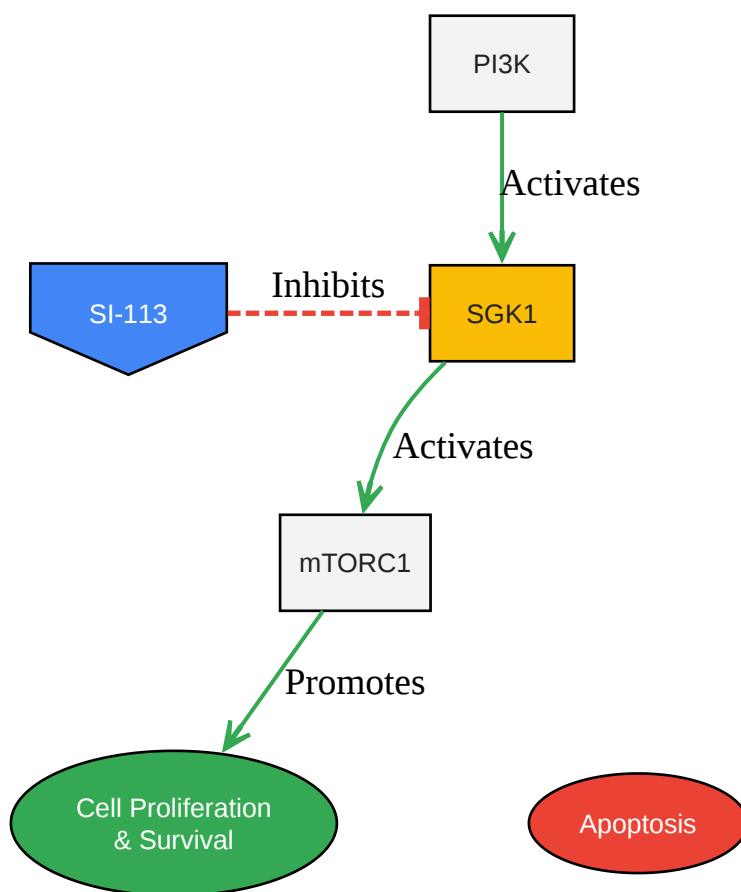 PI3K
Activates
Inhibits
SI-113
SGK1
Activates
mTORC1
Promotes
Cell Proliferation
& Survival
Apoptosis